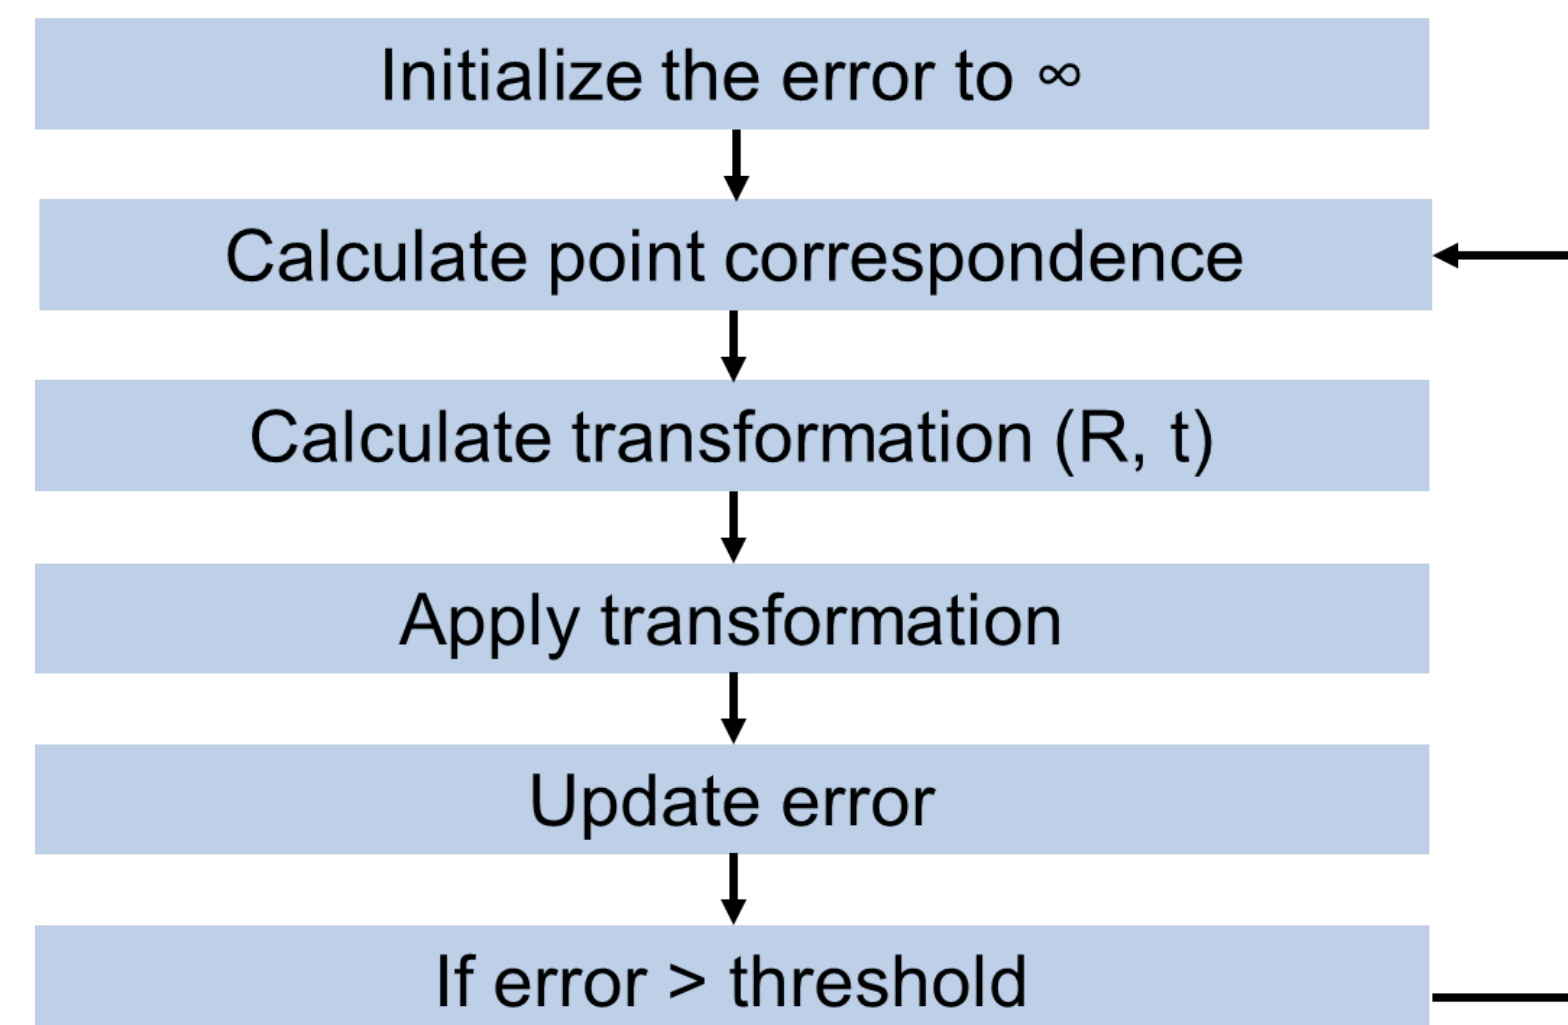 Initialize the error to ∞
Calculate point correspondence
Calculate transformation (R, t)
Apply transformation
Update error
If error > threshold